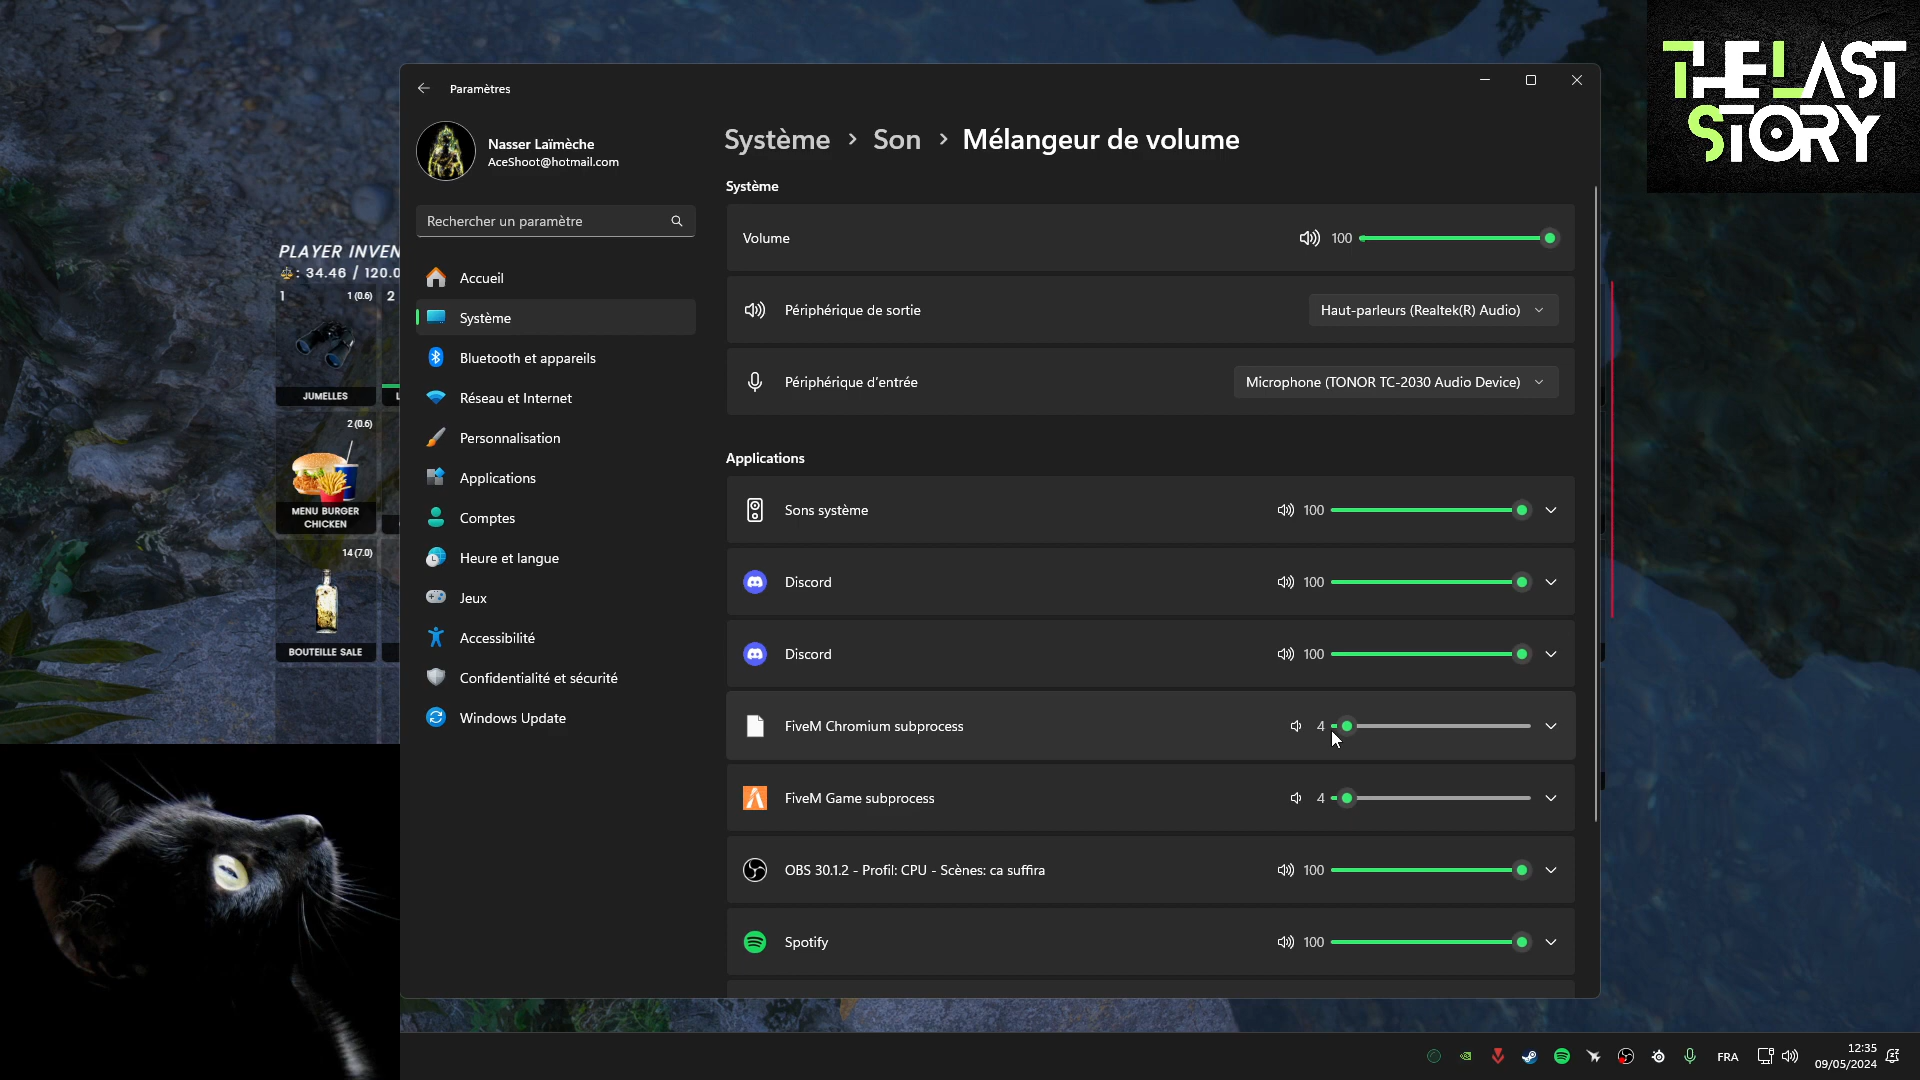 THE LAST
STORY
Paramètres
Nasser Laïmèche
AceShoot@hotmail.com
Rechercher un paramètre
Accueil
Système
Bluetooth et appareils
Réseau et Internet
Personnalisation
Applications
Comptes
Heure et langue
Jeux
Accessibilité
Confidentialité et sécurité
Windows Update
Système > Son > Mélangeur de volume
Système
Volume 100
Périphérique de sortie Haut-parleurs (Realtek(R) Audio)
Périphérique d'entrée Microphone (TONOR TC-2030 Audio Device)
Applications
Sons système 100
Discord 100
Discord 100
FiveM Chromium subprocess 4
FiveM Game subprocess 4
OBS 30.1.2 - Profil: CPU - Scènes: ca suffira 100
Spotify 100
PLAYER INVEN
: 34.46 / 120.0
1 1 (0.6) 2
JUMELLES
2 (0.6)
MENU BURGER
CHICKEN
14 (7.0)
BOUTEILLE SALE
FRA
12:35
09/05/2024